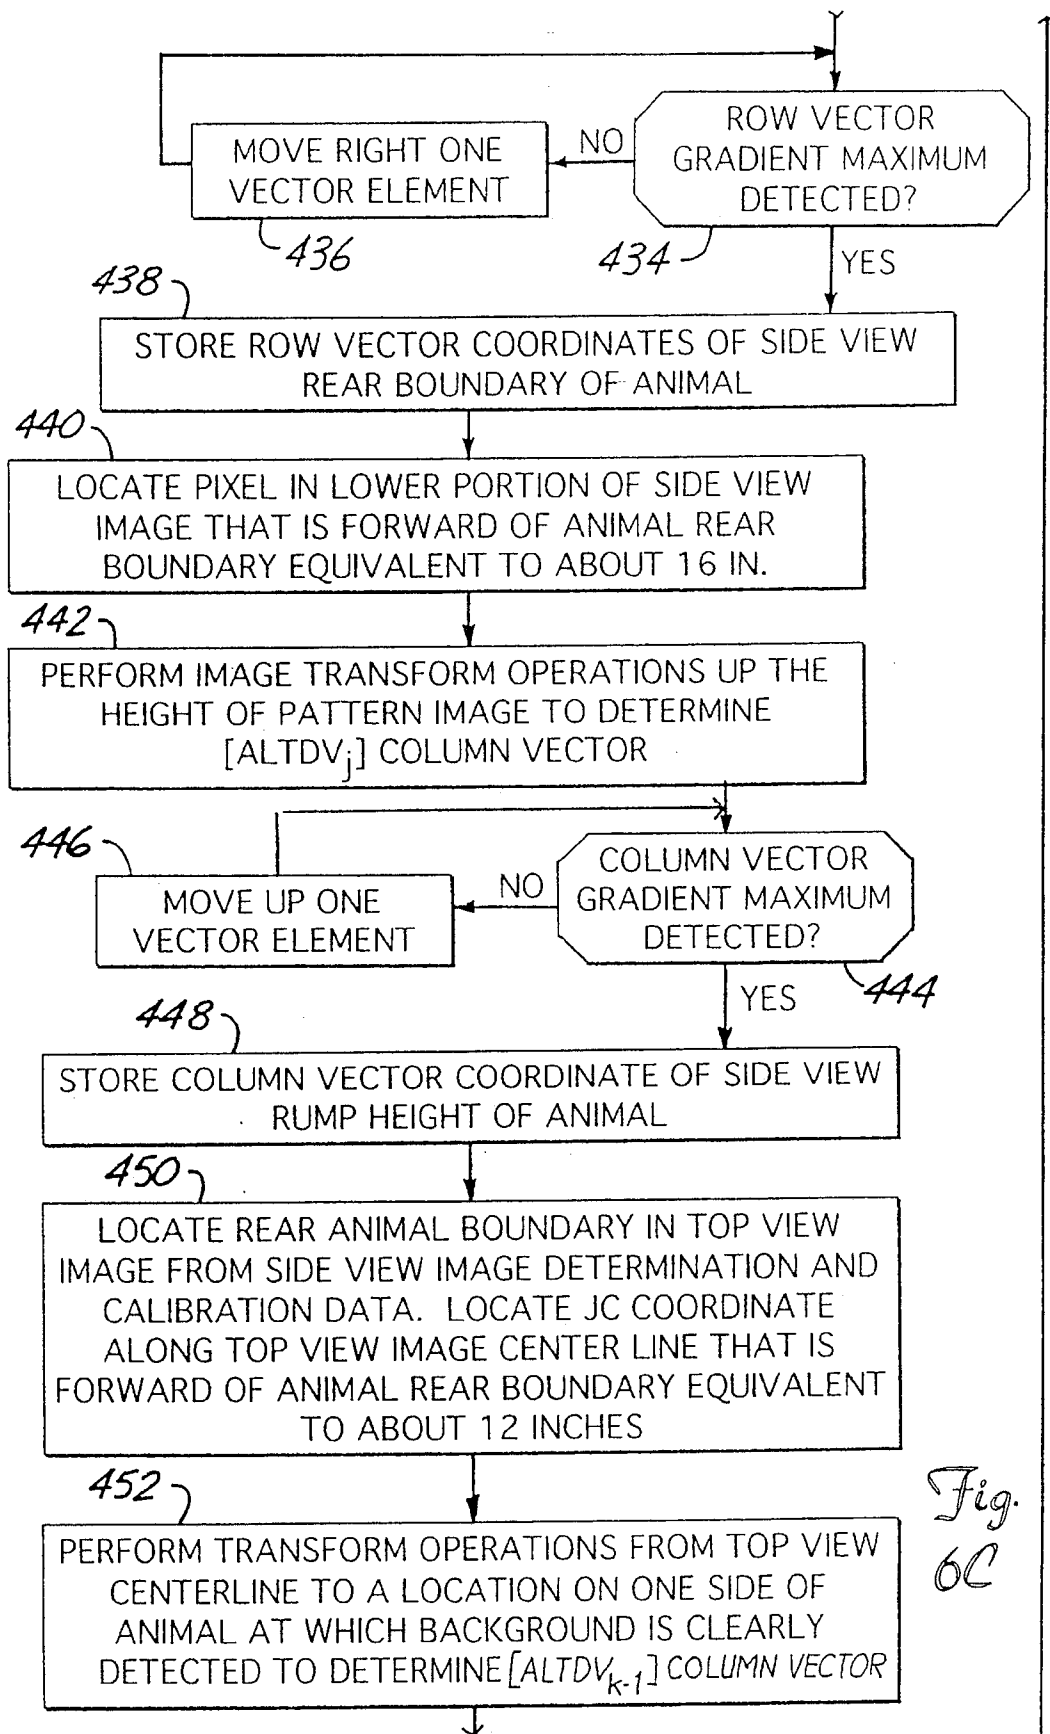 ROW VECTOR
GRADIENT MAXIMUM
DETECTED?
NO
MOVE RIGHT ONE
VECTOR ELEMENT
436
434
YES
438
STORE ROW VECTOR COORDINATES OF SIDE VIEW
REAR BOUNDARY OF ANIMAL
440
LOCATE PIXEL IN LOWER PORTION OF SIDE VIEW
IMAGE THAT IS FORWARD OF ANIMAL REAR
BOUNDARY EQUIVALENT TO ABOUT 16 IN.
442
PERFORM IMAGE TRANSFORM OPERATIONS UP THE
HEIGHT OF PATTERN IMAGE TO DETERMINE
[ALTDVj] COLUMN VECTOR
446
COLUMN VECTOR
GRADIENT MAXIMUM
DETECTED?
NO
MOVE UP ONE
VECTOR ELEMENT
444
YES
448
STORE COLUMN VECTOR COORDINATE OF SIDE VIEW
RUMP HEIGHT OF ANIMAL
450
LOCATE REAR ANIMAL BOUNDARY IN TOP VIEW
IMAGE FROM SIDE VIEW IMAGE DETERMINATION AND
CALIBRATION DATA. LOCATE JC COORDINATE
ALONG TOP VIEW IMAGE CENTER LINE THAT IS
FORWARD OF ANIMAL REAR BOUNDARY EQUIVALENT
TO ABOUT 12 INCHES
452
PERFORM TRANSFORM OPERATIONS FROM TOP VIEW
CENTERLINE TO A LOCATION ON ONE SIDE OF
ANIMAL AT WHICH BACKGROUND IS CLEARLY
DETECTED TO DETERMINE [ALTDVk-1] COLUMN VECTOR
Fig.
6C